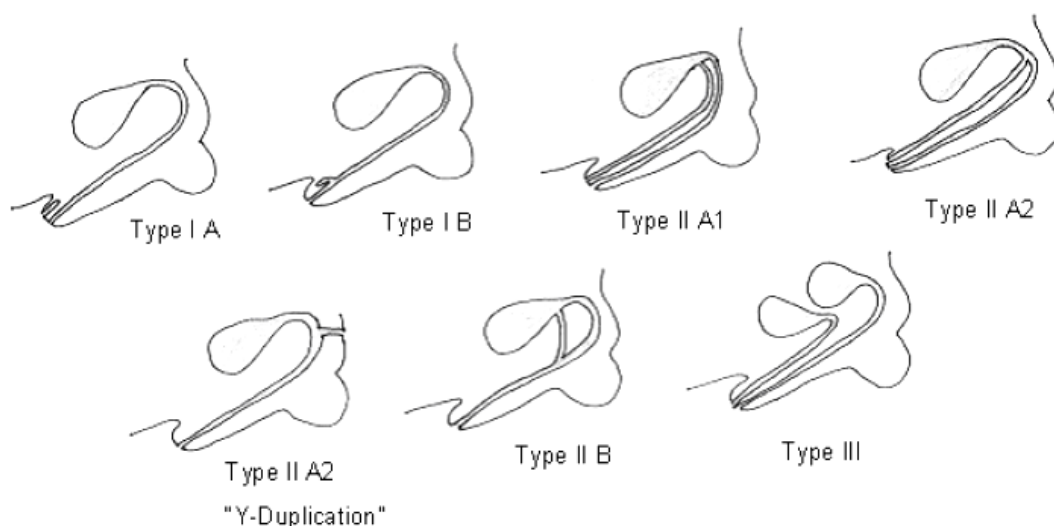 Type I A
Type I B
Type II A1
Type II A2
Type II A2
"Y-Duplication"
Type II B
Type III